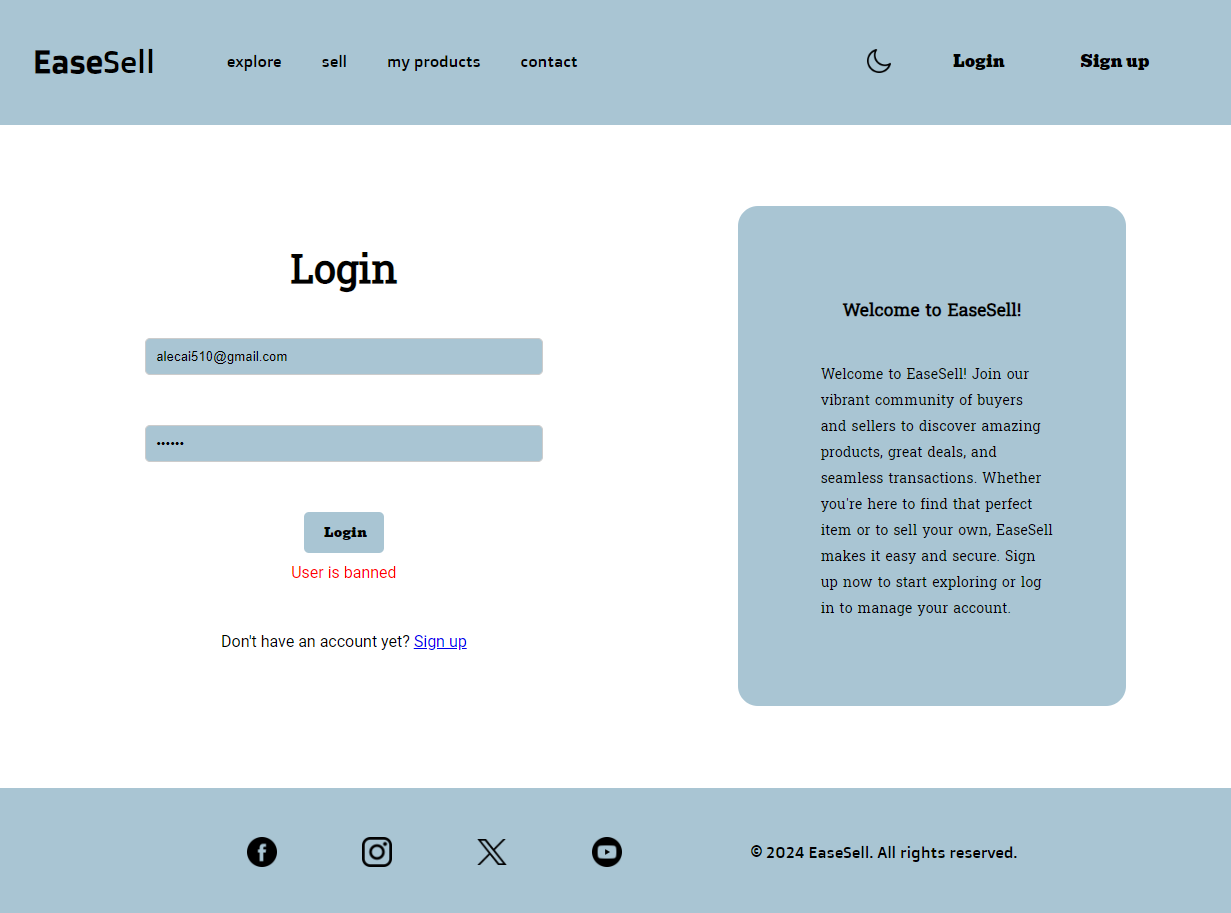 EaseSell explore sell my products contact Login Sign up
Login
alecai510@gmail.com
••••••
Login
User is banned
Don't have an account yet? Sign up
Welcome to EaseSell!
Welcome to EaseSell! Join our
vibrant community of buyers
and sellers to discover amazing
products, great deals, and
seamless transactions. Whether
you're here to find that perfect
item or to sell your own, EaseSell
makes it easy and secure. Sign
up now to start exploring or log
in to manage your account.
© 2024 EaseSell. All rights reserved.